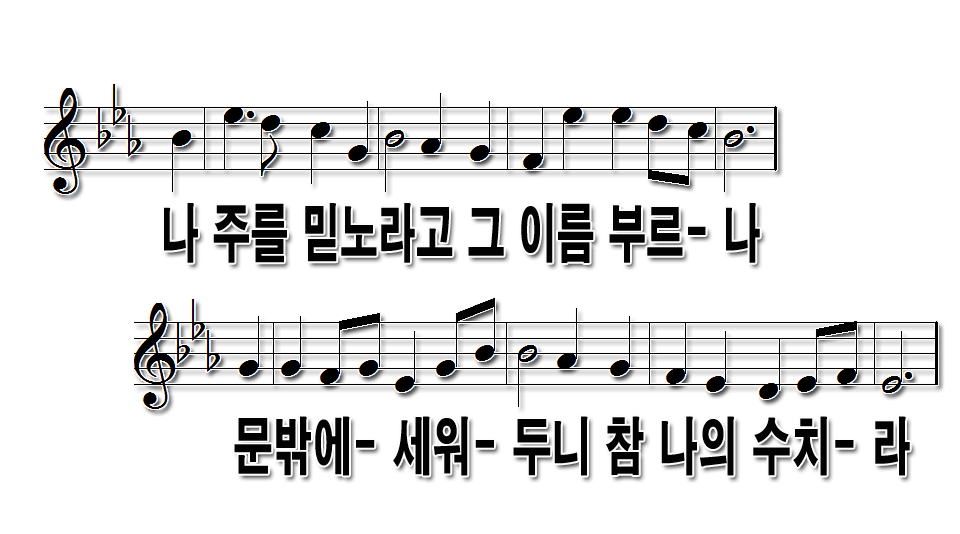 나 주를 믿노라고 그 이름 부르- 나
문밖에- 세워- 두니 참 나의 수치- 라